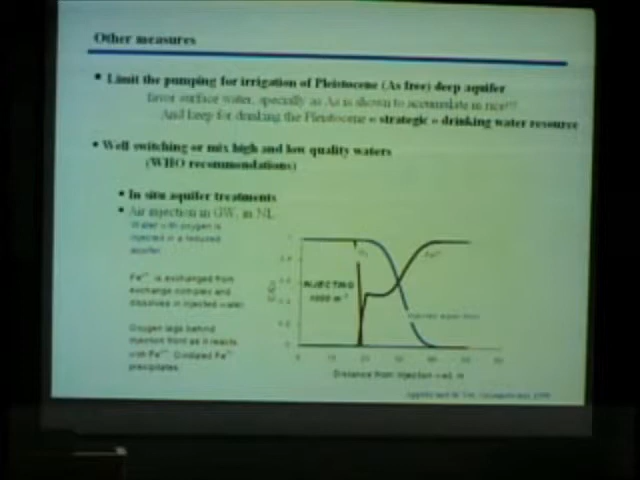 Other measures
• Limit the pumping for irrigation of Pleistocene (As free) deep aquifer
favor surface water, specially as As is shown to accumulate in rice!!!
And keep for drinking the Pleistocene = strategic = drinking water resource
• Well switching or mix high and low quality waters
(WHO recommendations)
• In situ aquifer treatments
• Air injection in GW, in NL
Water with oxygen is
injected in a reduced
aquifer
Fe²⁺ is exchanged from
exchange complex and
dissolves in injected water
Oxygen lags behind
injection front as it reacts
with Fe²⁺ Oxidized Fe
precipitates
INJECTING
1000 m
Distance from injection well, m